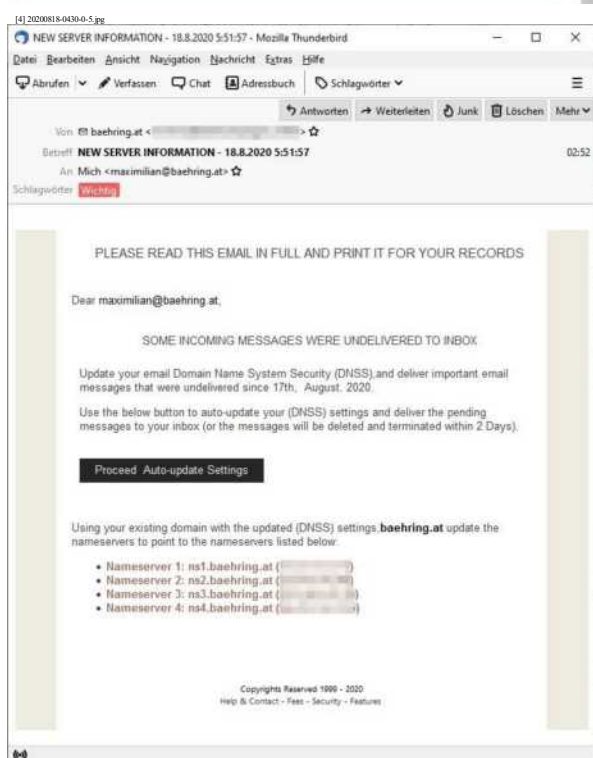 [4] 20200818-0430-0-5.jpg
NEW SERVER INFORMATION - 18.8.2020 5:51:57 - Mozilla Thunderbird
Datei Bearbeiten Ansicht Navigation Nachricht Extras Hilfe
Abrufen Verfassen Chat Adressbuch Schlagwörter
Antworten Weiterleiten Junk Löschen Mehr
Von baehring.at < >
Betreff NEW SERVER INFORMATION - 18.8.2020 5:51:57 02:52
An Mich <maximilian@baehring.at>
Schlagwörter Wichtig
PLEASE READ THIS EMAIL IN FULL AND PRINT IT FOR YOUR RECORDS
Dear maximilian@baehring.at,
SOME INCOMING MESSAGES WERE UNDELIVERED TO INBOX
Update your email Domain Name System Security (DNSS),and deliver important email
messages that were undelivered since 17th, August. 2020.
Use the below button to auto-update your (DNSS) settings and deliver the pending
messages to your inbox (or the messages will be deleted and terminated within 2 Days).
Proceed Auto-update Settings
Using your existing domain with the updated (DNSS) settings,baehring.at update the
nameservers to point to the nameservers listed below:
• Nameserver 1: ns1.baehring.at ( )
• Nameserver 2: ns2.baehring.at ( )
• Nameserver 3: ns3.baehring.at ( )
• Nameserver 4: ns4.baehring.at ( )
Copyrights Reserved 1999 - 2020
Help & Contact - Fees - Security - Features